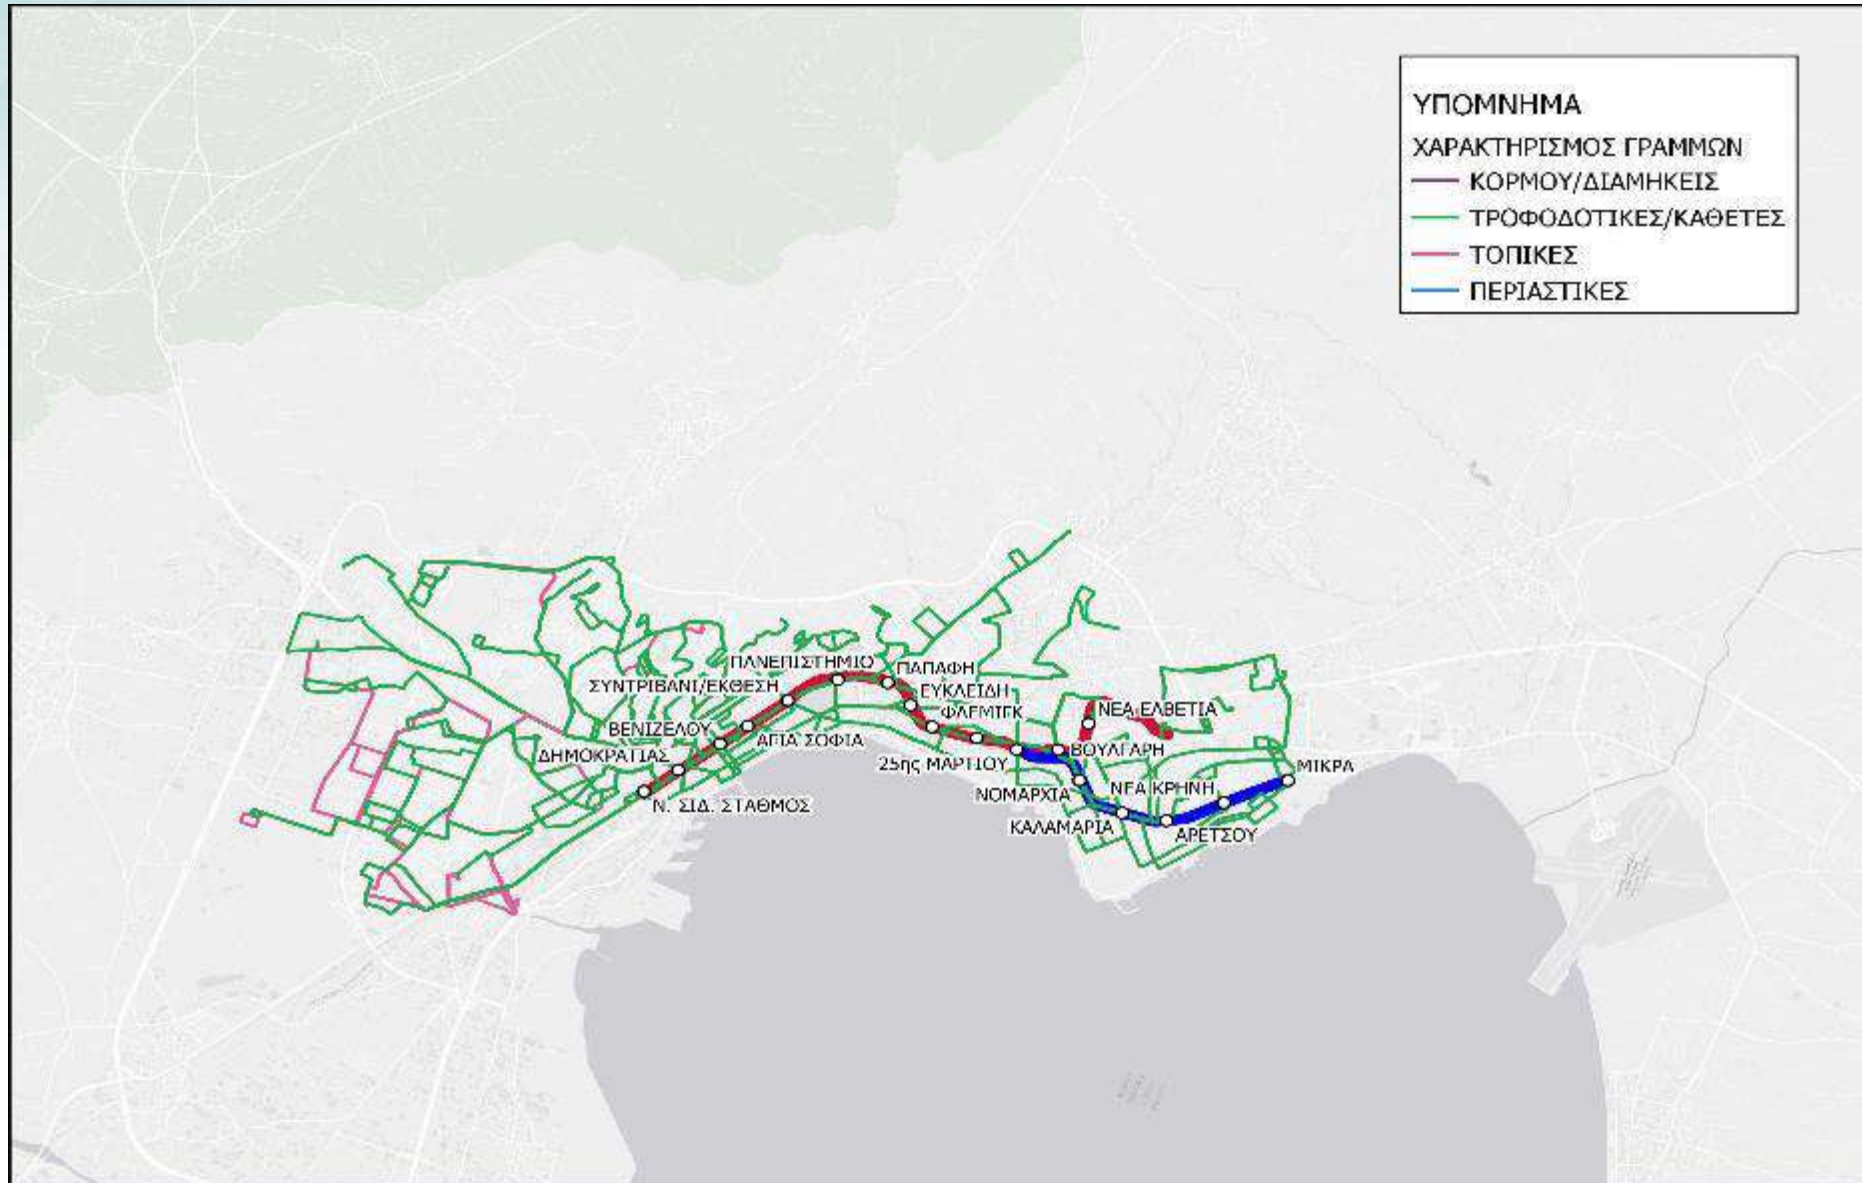 ΥΠΟΜΝΗΜΑ
ΧΑΡΑΚΤΗΡΙΣΜΟΣ ΓΡΑΜΜΩΝ
ΚΟΡΜΟΥ/ΔΙΑΜΗΚΕΙΣ
ΤΡΟΦΟΔΟΤΙΚΕΣ/ΚΑΘΕΤΕΣ
ΤΟΠΙΚΕΣ
ΠΕΡΙΑΣΤΙΚΕΣ
ΠΑΝΕΠΙΣΤΗΜΙΟ
ΠΑΠΑΦΗ
ΣΥΝΤΡΙΒΑΝΙ/ΕΚΘΕΣΗ
ΕΥΚΛΕΙΔΗ
ΦΛΕΜΙΓΚ
ΝΕΑ ΕΛΒΕΤΙΑ
ΒΕΝΙΖΕΛΟΥ
ΑΓΙΑ ΣΟΦΙΑ
ΒΟΥΛΓΑΡΗ
ΔΗΜΟΚΡΑΤΙΑΣ
25ης ΜΑΡΤΙΟΥ
ΜΙΚΡΑ
ΝΟΜΑΡΧΙΑ
ΝΕΑ ΚΡΗΝΗ
Ν. ΣΙΔ. ΣΤΑΘΜΟΣ
ΚΑΛΑΜΑΡΙΑ
ΑΡΕΤΣΟΥ